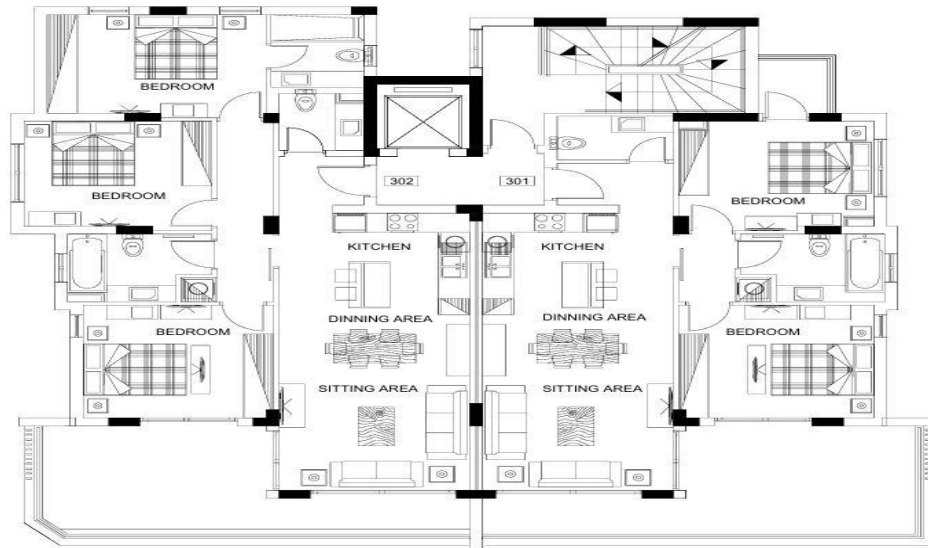 BEDROOM
BEDROOM
302
301
BEDROOM
KITCHEN
KITCHEN
DINNING AREA
DINNING AREA
BEDROOM
BEDROOM
SITTING AREA
SITTING AREA